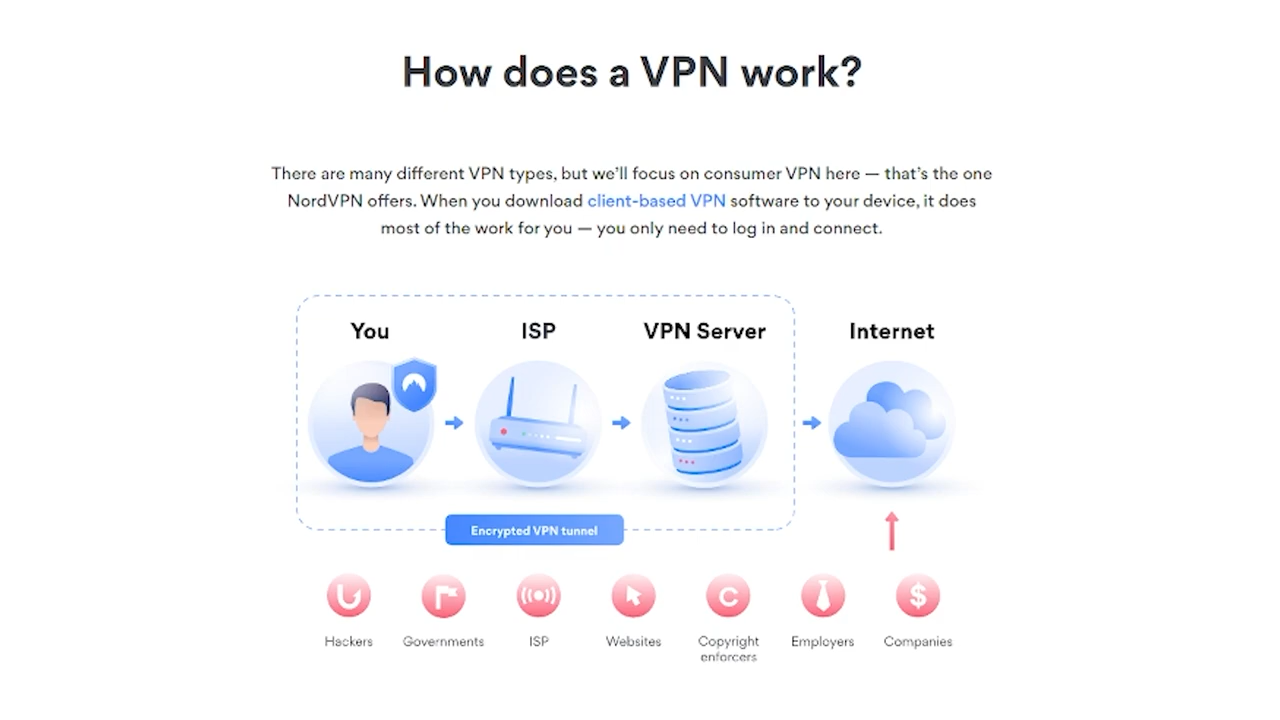 How does a VPN work?
There are many different VPN types, but we'll focus on consumer VPN here — that's the one
NordVPN offers. When you download client-based VPN software to your device, it does
most of the work for you — you only need to log in and connect.
You ISP VPN Server Internet
Encrypted VPN tunnel
Hackers Governments ISP Websites Copyright enforcers Employers Companies